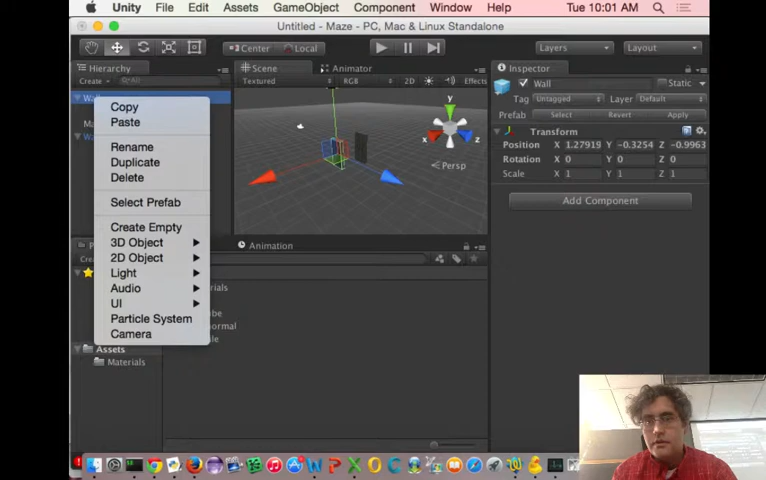 Unity File Edit Assets GameObject Component Window Help Tue 10:01 AM
Untitled - Maze - PC, Mac & Linux Standalone
Center Local Layers Layout
Hierarchy Scene Animator Inspector
Create Textured RGB 2D Effects Wall Static
Tag Untagged Layer Default
Prefab Select Revert Apply
Transform
Position X 1.27919 Y -0.3254 Z -0.9963
Rotation X 0 Y 0 Z 0
Scale X 1 Y 1 Z 1
Add Component
y
x z
Persp
Copy
Paste
Rename
Duplicate
Delete
Select Prefab
Create Empty
3D Object
2D Object
Light
Audio
UI
Particle System
Camera
Animation
Assets
Materials